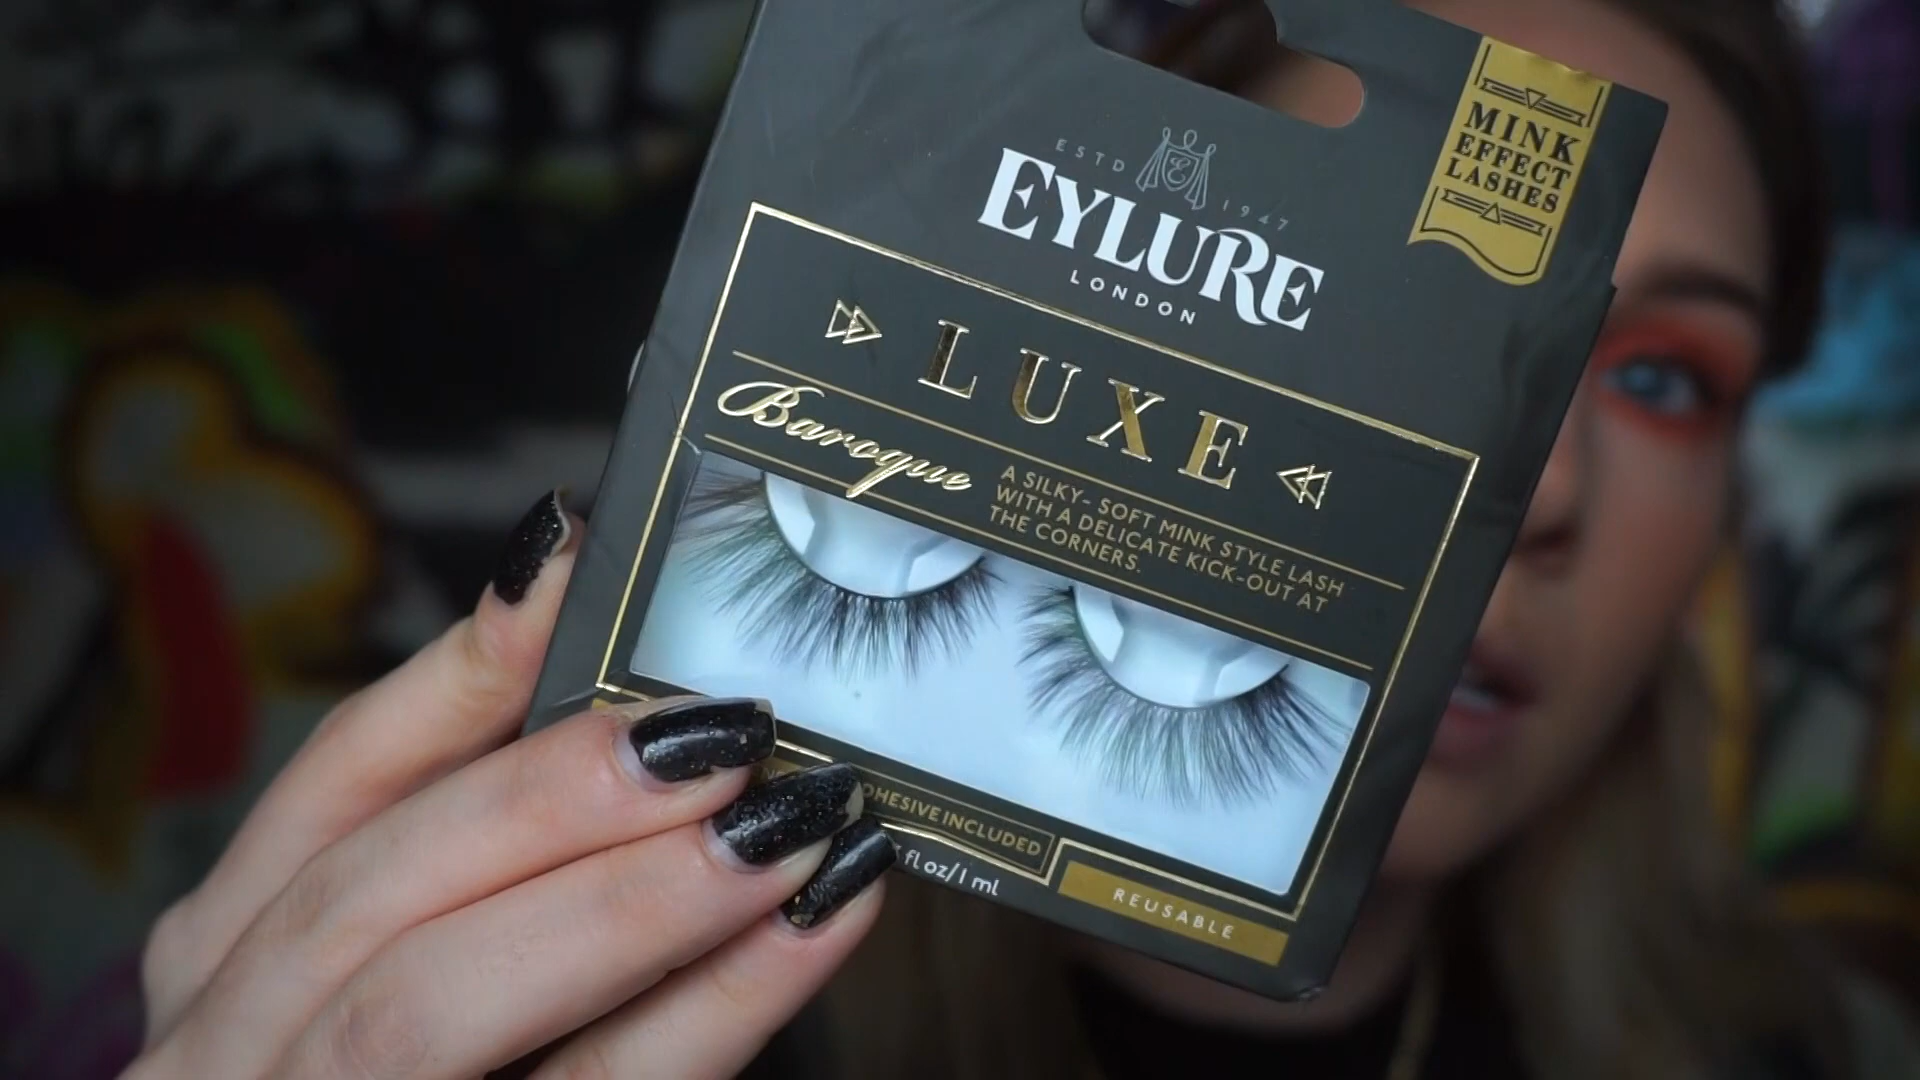 MINK
EFFECT
LASHES
ESTD E 1947
EYLURE
LONDON
LUXE
Baroque
A SILKY- SOFT MINK STYLE LASH
WITH A DELICATE KICK-OUT AT
THE CORNERS.
INCLUDED
fl oz/1 ml
REUSABLE